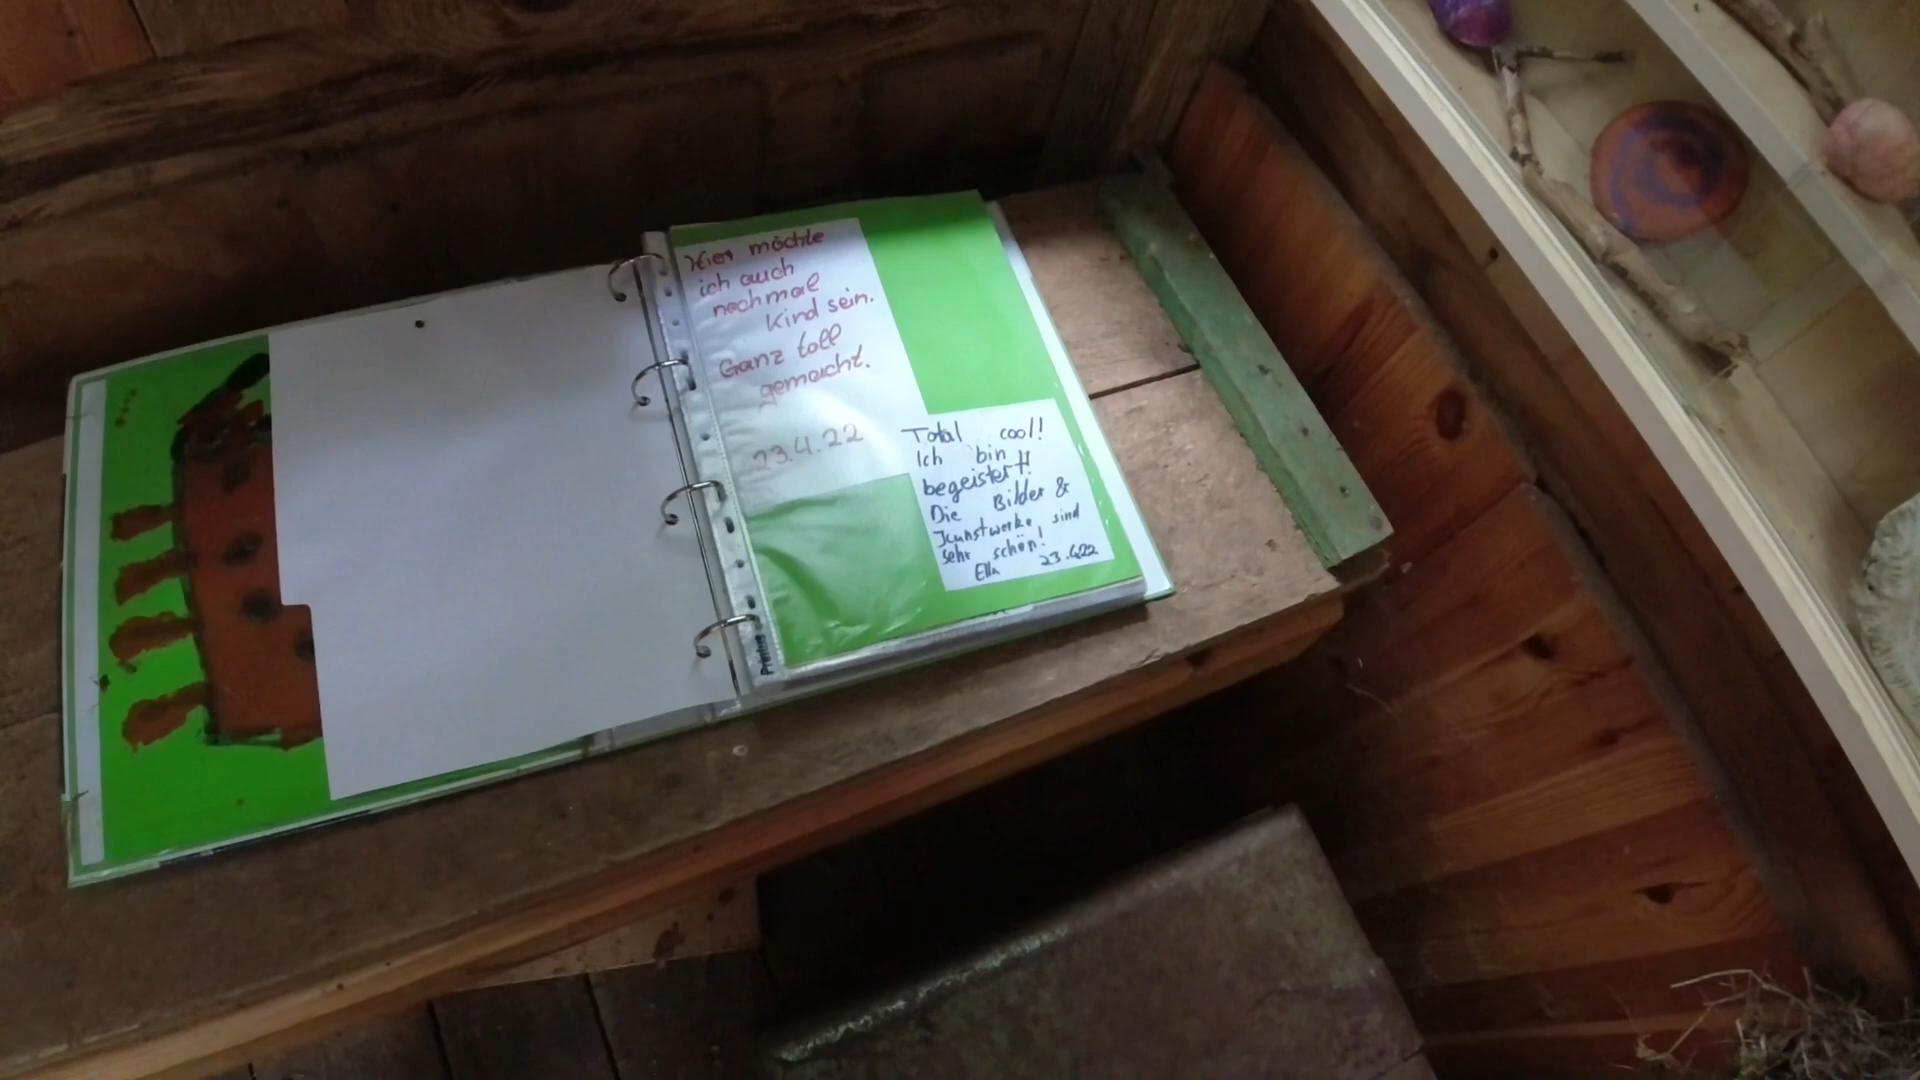 Hier möchte
ich auch
nochmal
Kind sein.
Ganz toll
gemacht.
23.4.22
Total cool!
Ich bin
begeistert!
Die Bilder &
Kunstwerke sind
sehr schön!
Ella 23.4.22